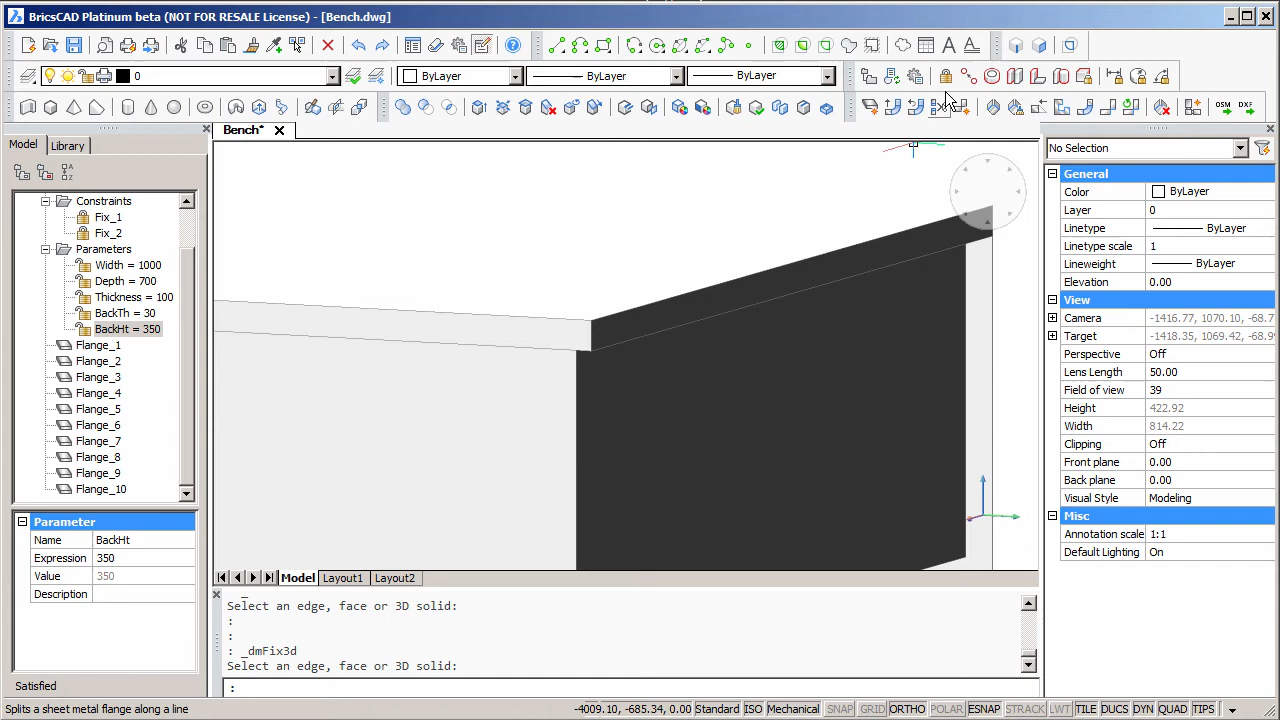 BricsCAD Platinum beta (NOT FOR RESALE License) - [Bench.dwg]
0
ByLayer
ByLayer
ByLayer
OSM DXF
Model Library
Constraints
Fix_1
Fix_2
Parameters
Width = 1000
Depth = 700
Thickness = 100
BackTh = 30
BackHt = 350
Flange_1
Flange_2
Flange_3
Flange_4
Flange_5
Flange_6
Flange_7
Flange_8
Flange_9
Flange_10
Parameter
Name BackHt
Expression 350
Value 350
Description
Satisfied
Bench*
Model Layout1 Layout2
Select an edge, face or 3D solid:
:
:
: _dmFix3d
Select an edge, face or 3D solid:
:
No Selection
General
Color ByLayer
Layer 0
Linetype ByLayer
Linetype scale 1
Lineweight ByLayer
Elevation 0.00
View
Camera -1416.77, 1070.10, -68.7
Target -1418.35, 1069.42, -68.9
Perspective Off
Lens Length 50.00
Field of view 39
Height 422.92
Width 814.22
Clipping Off
Front plane 0.00
Back plane 0.00
Visual Style Modeling
Misc
Annotation scale 1:1
Default Lighting On
Splits a sheet metal flange along a line
-4009.10, -685.34, 0.00 Standard ISO Mechanical SNAP GRID ORTHO POLAR ESNAP STRACK LWT TILE DUCS DYN QUAD TIPS